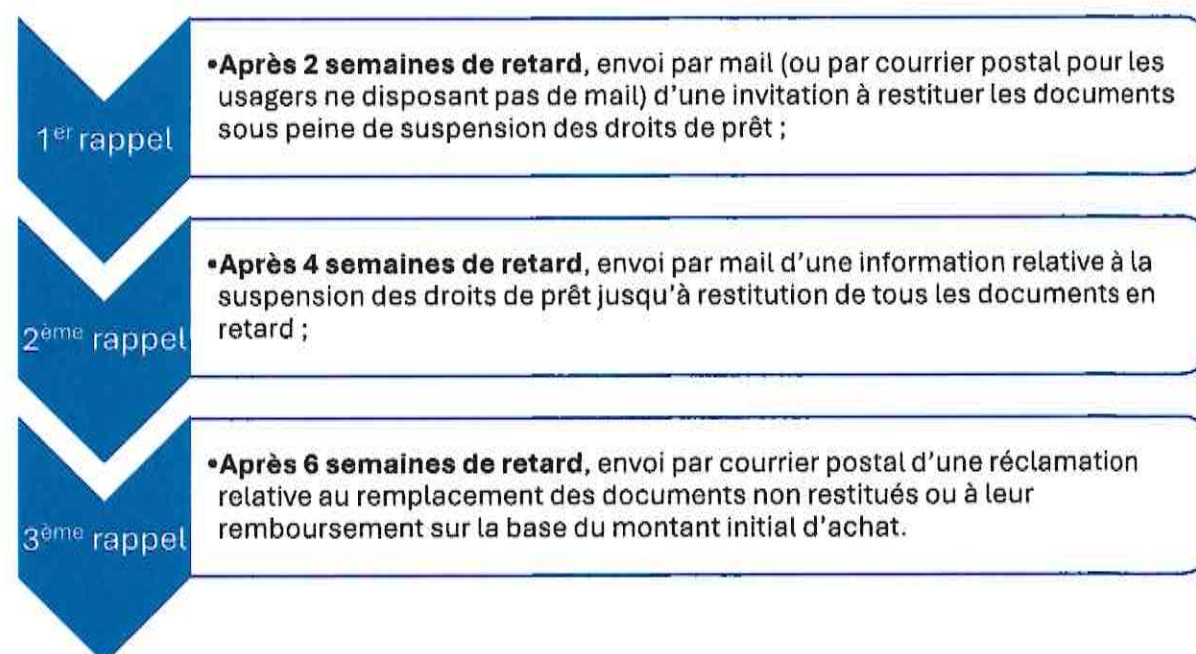 1er rappel
•Après 2 semaines de retard, envoi par mail (ou par courrier postal pour les
usagers ne disposant pas de mail) d'une invitation à restituer les documents
sous peine de suspension des droits de prêt ;
2ème rappel
•Après 4 semaines de retard, envoi par mail d'une information relative à la
suspension des droits de prêt jusqu'à restitution de tous les documents en
retard ;
3ème rappel
•Après 6 semaines de retard, envoi par courrier postal d'une réclamation
relative au remplacement des documents non restitués ou à leur
remboursement sur la base du montant initial d'achat.